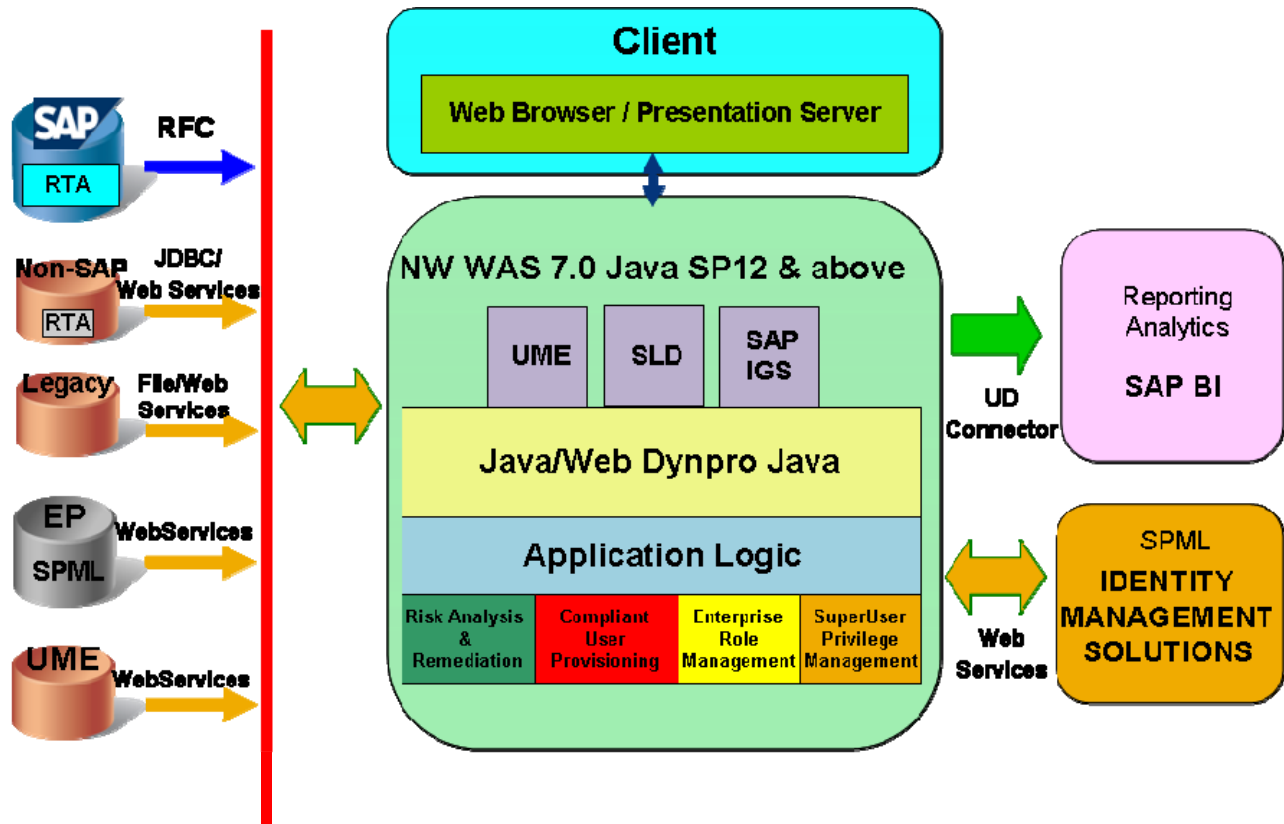 Client
Web Browser / Presentation Server
SAP
RTA
RFC
Non-SAP
RTA
JDBC/
Web Services
Legacy
File/Web
Services
EP
SPML
WebServices
UME
WebServices
NW WAS 7.0 Java SP12 & above
UME
SLD
SAP
IGS
Java/Web Dynpro Java
Application Logic
Risk Analysis
&
Remediation
Compliant
User
Provisioning
Enterprise
Role
Management
SuperUser
Privilege
Management
UD
Connector
Reporting
Analytics
SAP BI
Web
Services
SPML
IDENTITY
MANAGEMENT
SOLUTIONS